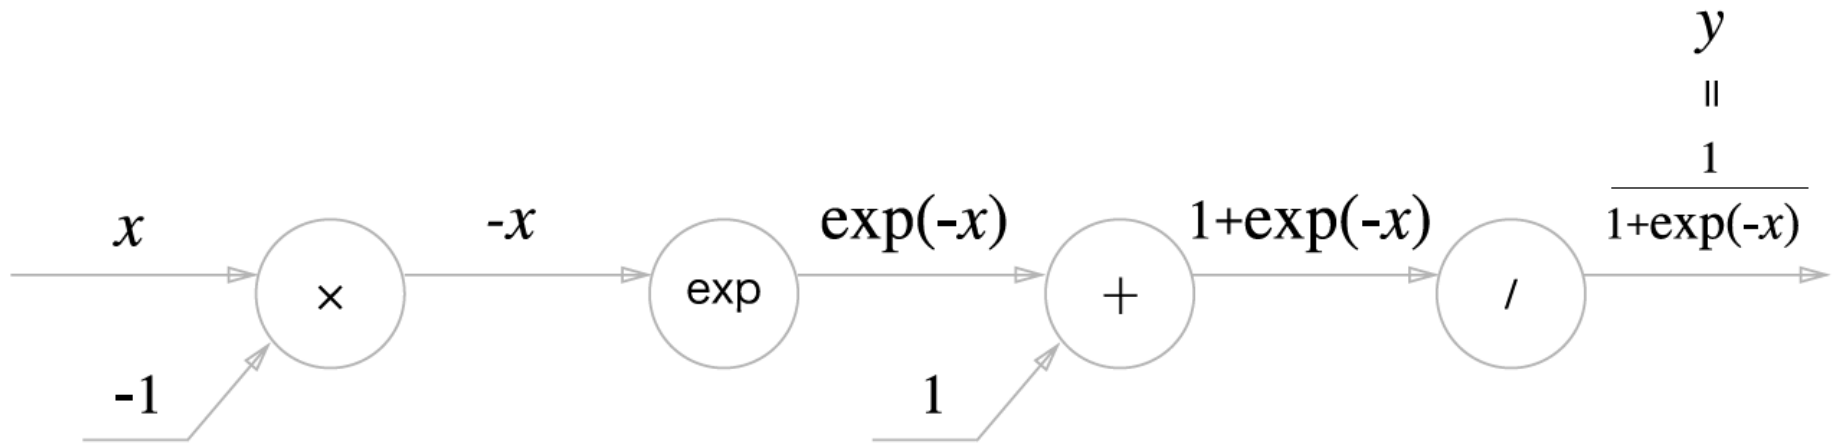 y
=
1
1+exp(-x)
x
-x
exp(-x)
1+exp(-x)
×
exp
+
/
-1
1